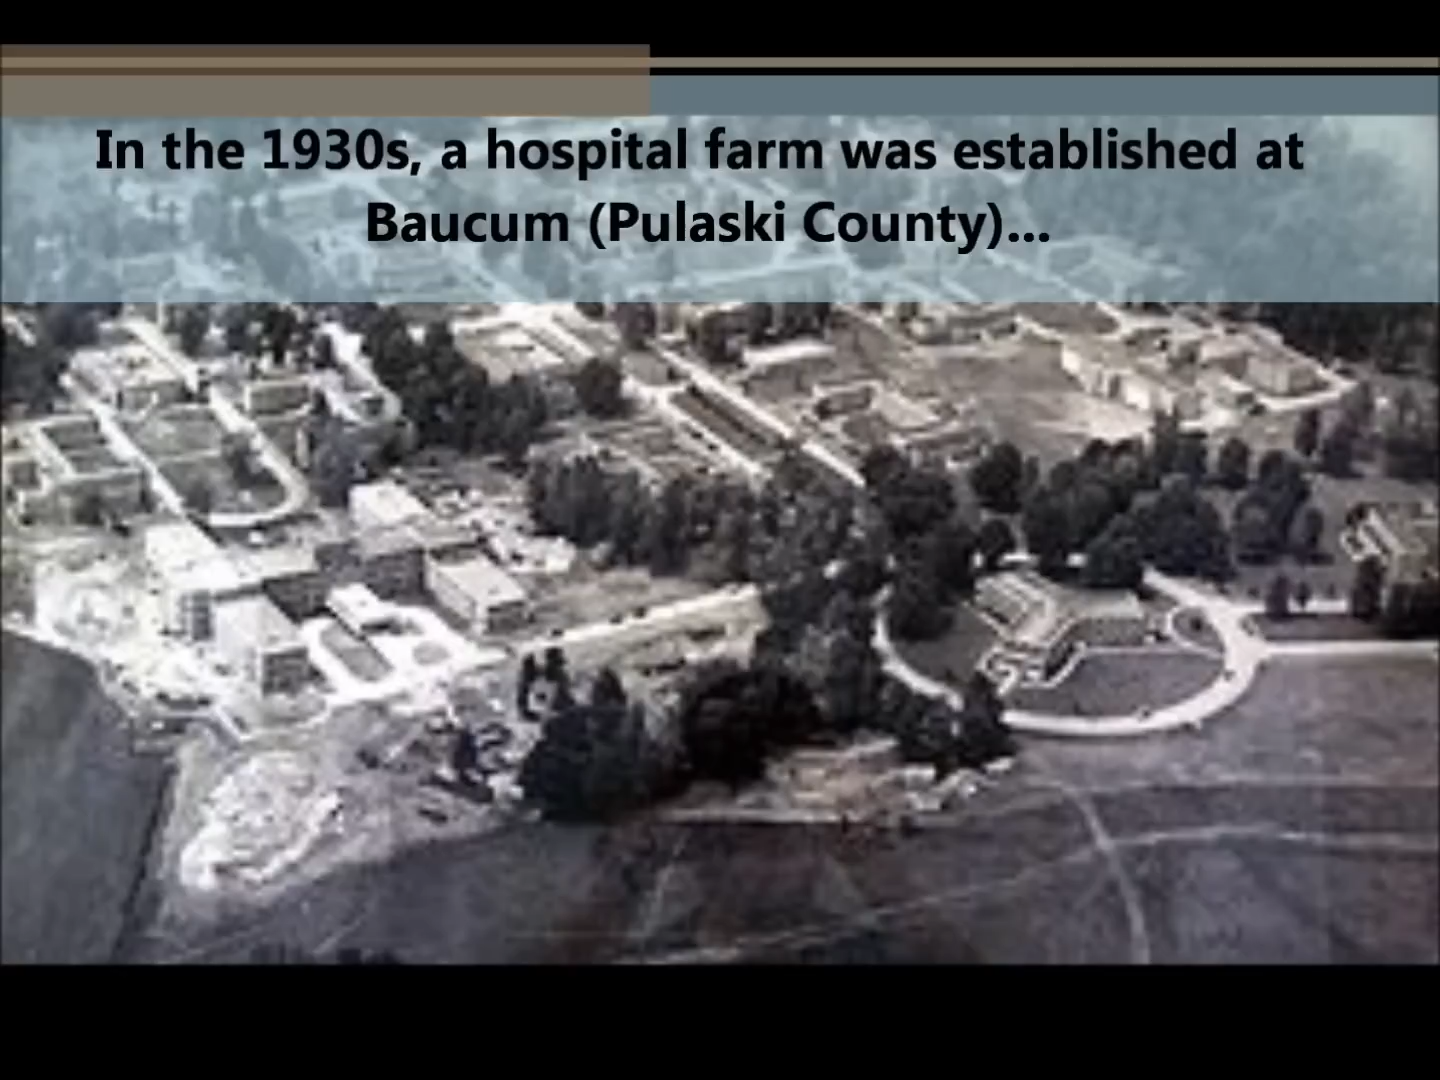 In the 1930s, a hospital farm was established at
Baucum (Pulaski County)...